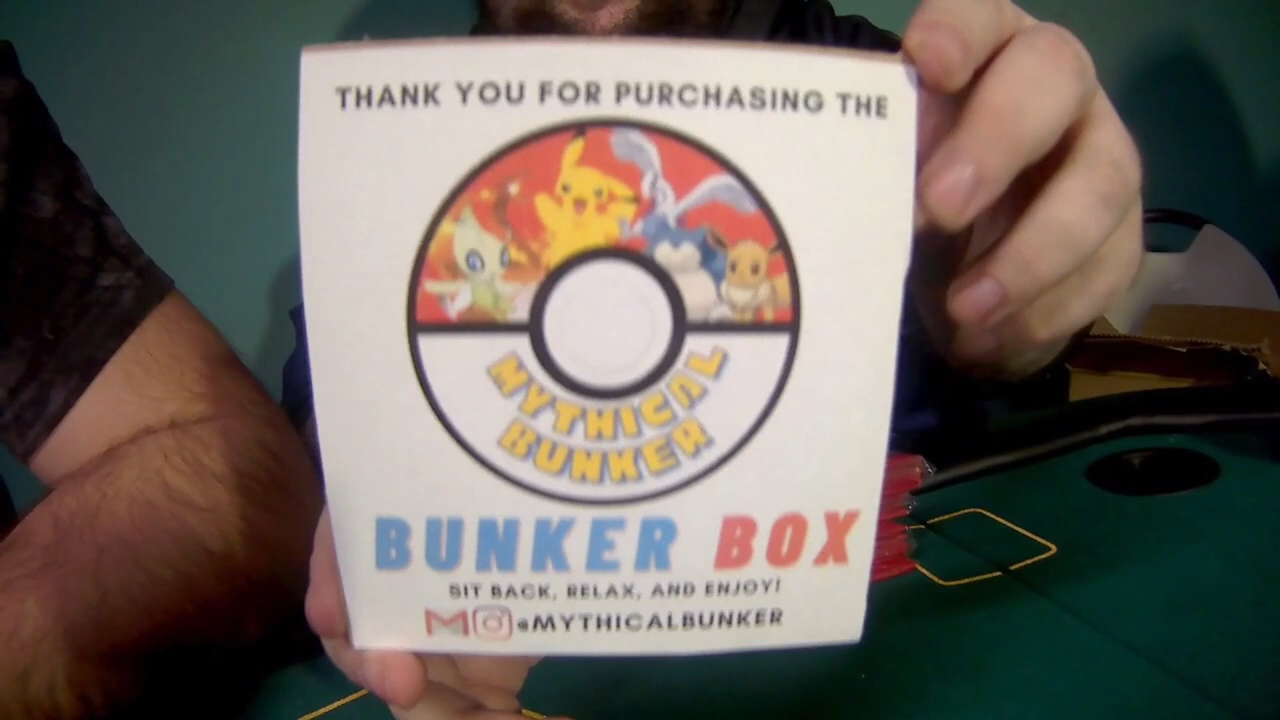 THANK YOU FOR PURCHASING THE
MYTHICAL
BUNKER
BUNKER BOX
SIT BACK, RELAX, AND ENJOY!
@MYTHICALBUNKER